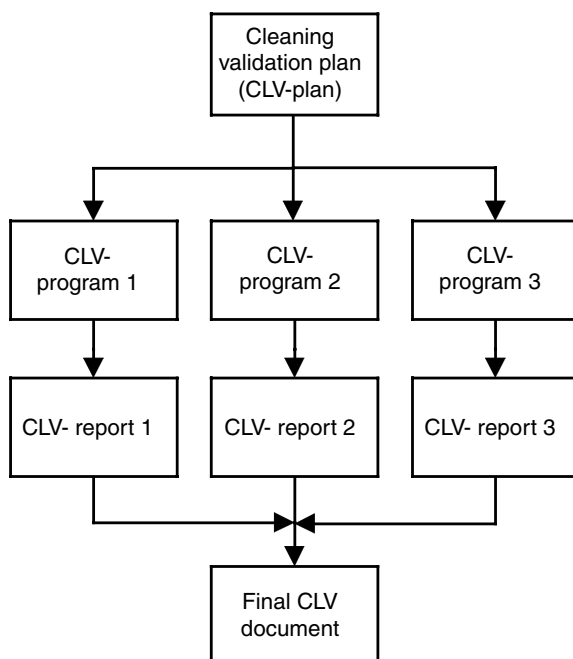 Cleaning
validation plan
(CLV-plan)
CLV-
program 1
CLV-
program 2
CLV-
program 3
CLV- report 1
CLV- report 2
CLV- report 3
Final CLV
document